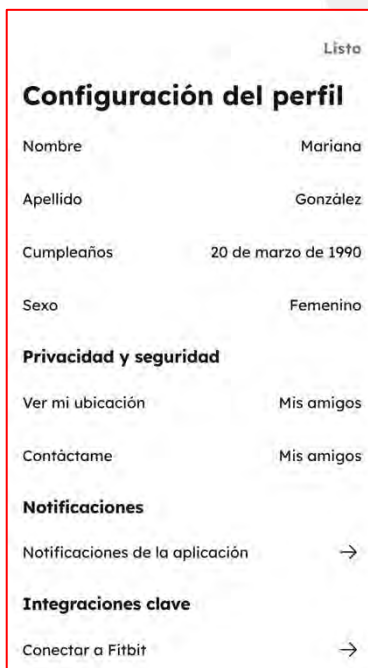 Listo
Configuración del perfil
Nombre Mariana
Apellido González
Cumpleaños 20 de marzo de 1990
Sexo Femenino
Privacidad y seguridad
Ver mi ubicación Mis amigos
Contáctame Mis amigos
Notificaciones
Notificaciones de la aplicación →
Integraciones clave
Conectar a Fitbit →